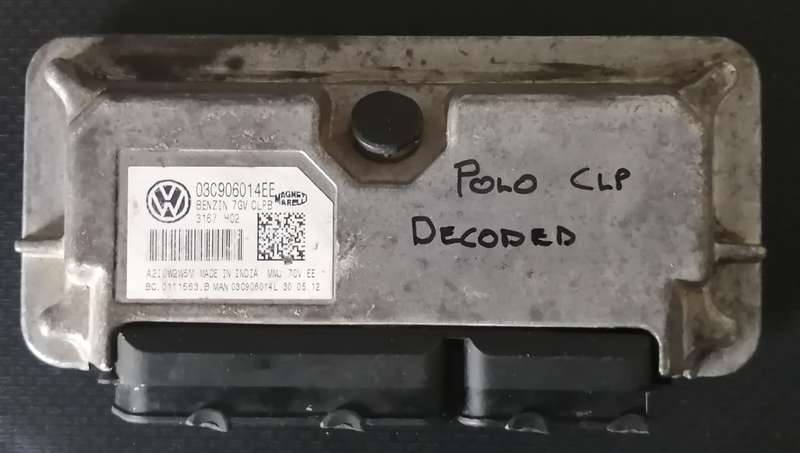 03C906014EE
BENZIN 7GV CLPB
MAGNETI
MARELLI
3167 402
A2C0W2W5M MADE IN INDIA MMJ 7GV EE
BC.0111563.B MAN 03C906014L 30.05.12
POLO CLP
DECODED